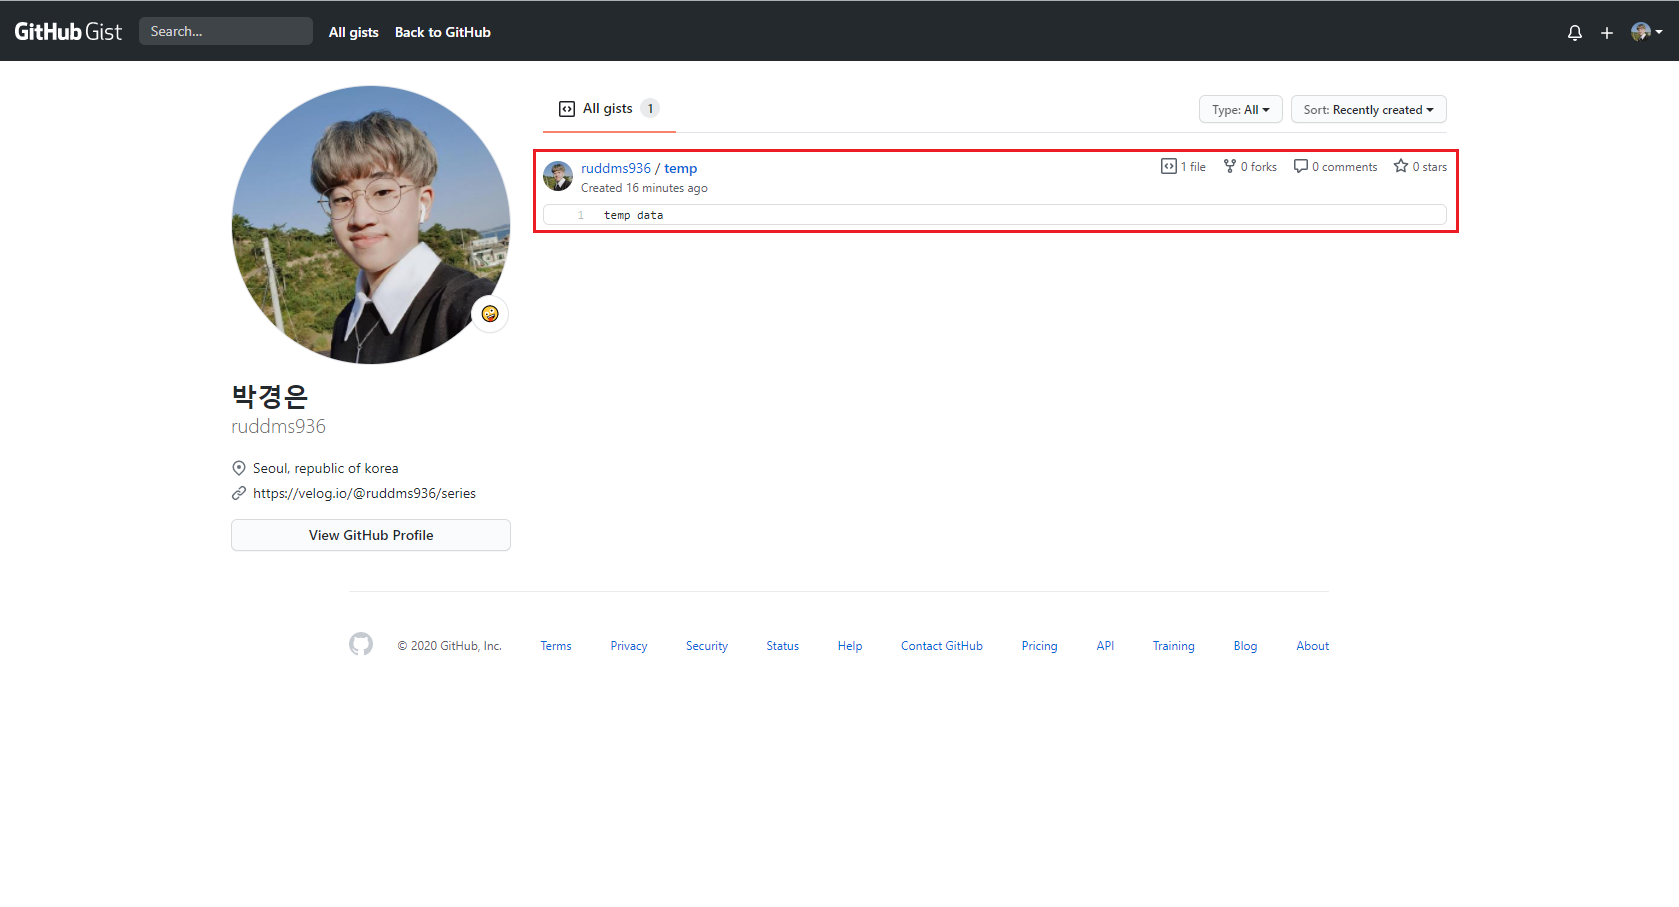 GitHub Gist Search... All gists Back to GitHub
All gists 1 Type: All Sort: Recently created
ruddms936 / temp 1 file 0 forks 0 comments 0 stars
Created 16 minutes ago
1 temp data
박경은
ruddms936
Seoul, republic of korea
https://velog.io/@ruddms936/series
View GitHub Profile
© 2020 GitHub, Inc. Terms Privacy Security Status Help Contact GitHub Pricing API Training Blog About